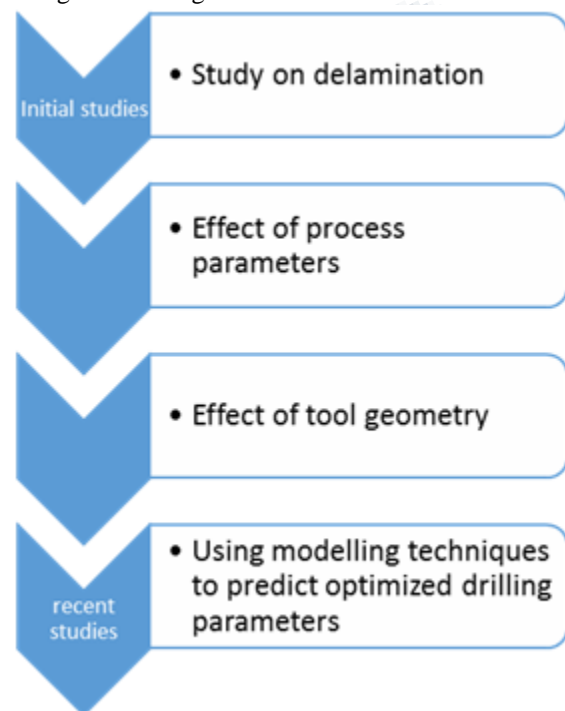 Initial studies
• Study on delamination
• Effect of process
parameters
• Effect of tool geometry
recent
studies
• Using modelling techniques
to predict optimized drilling
parameters